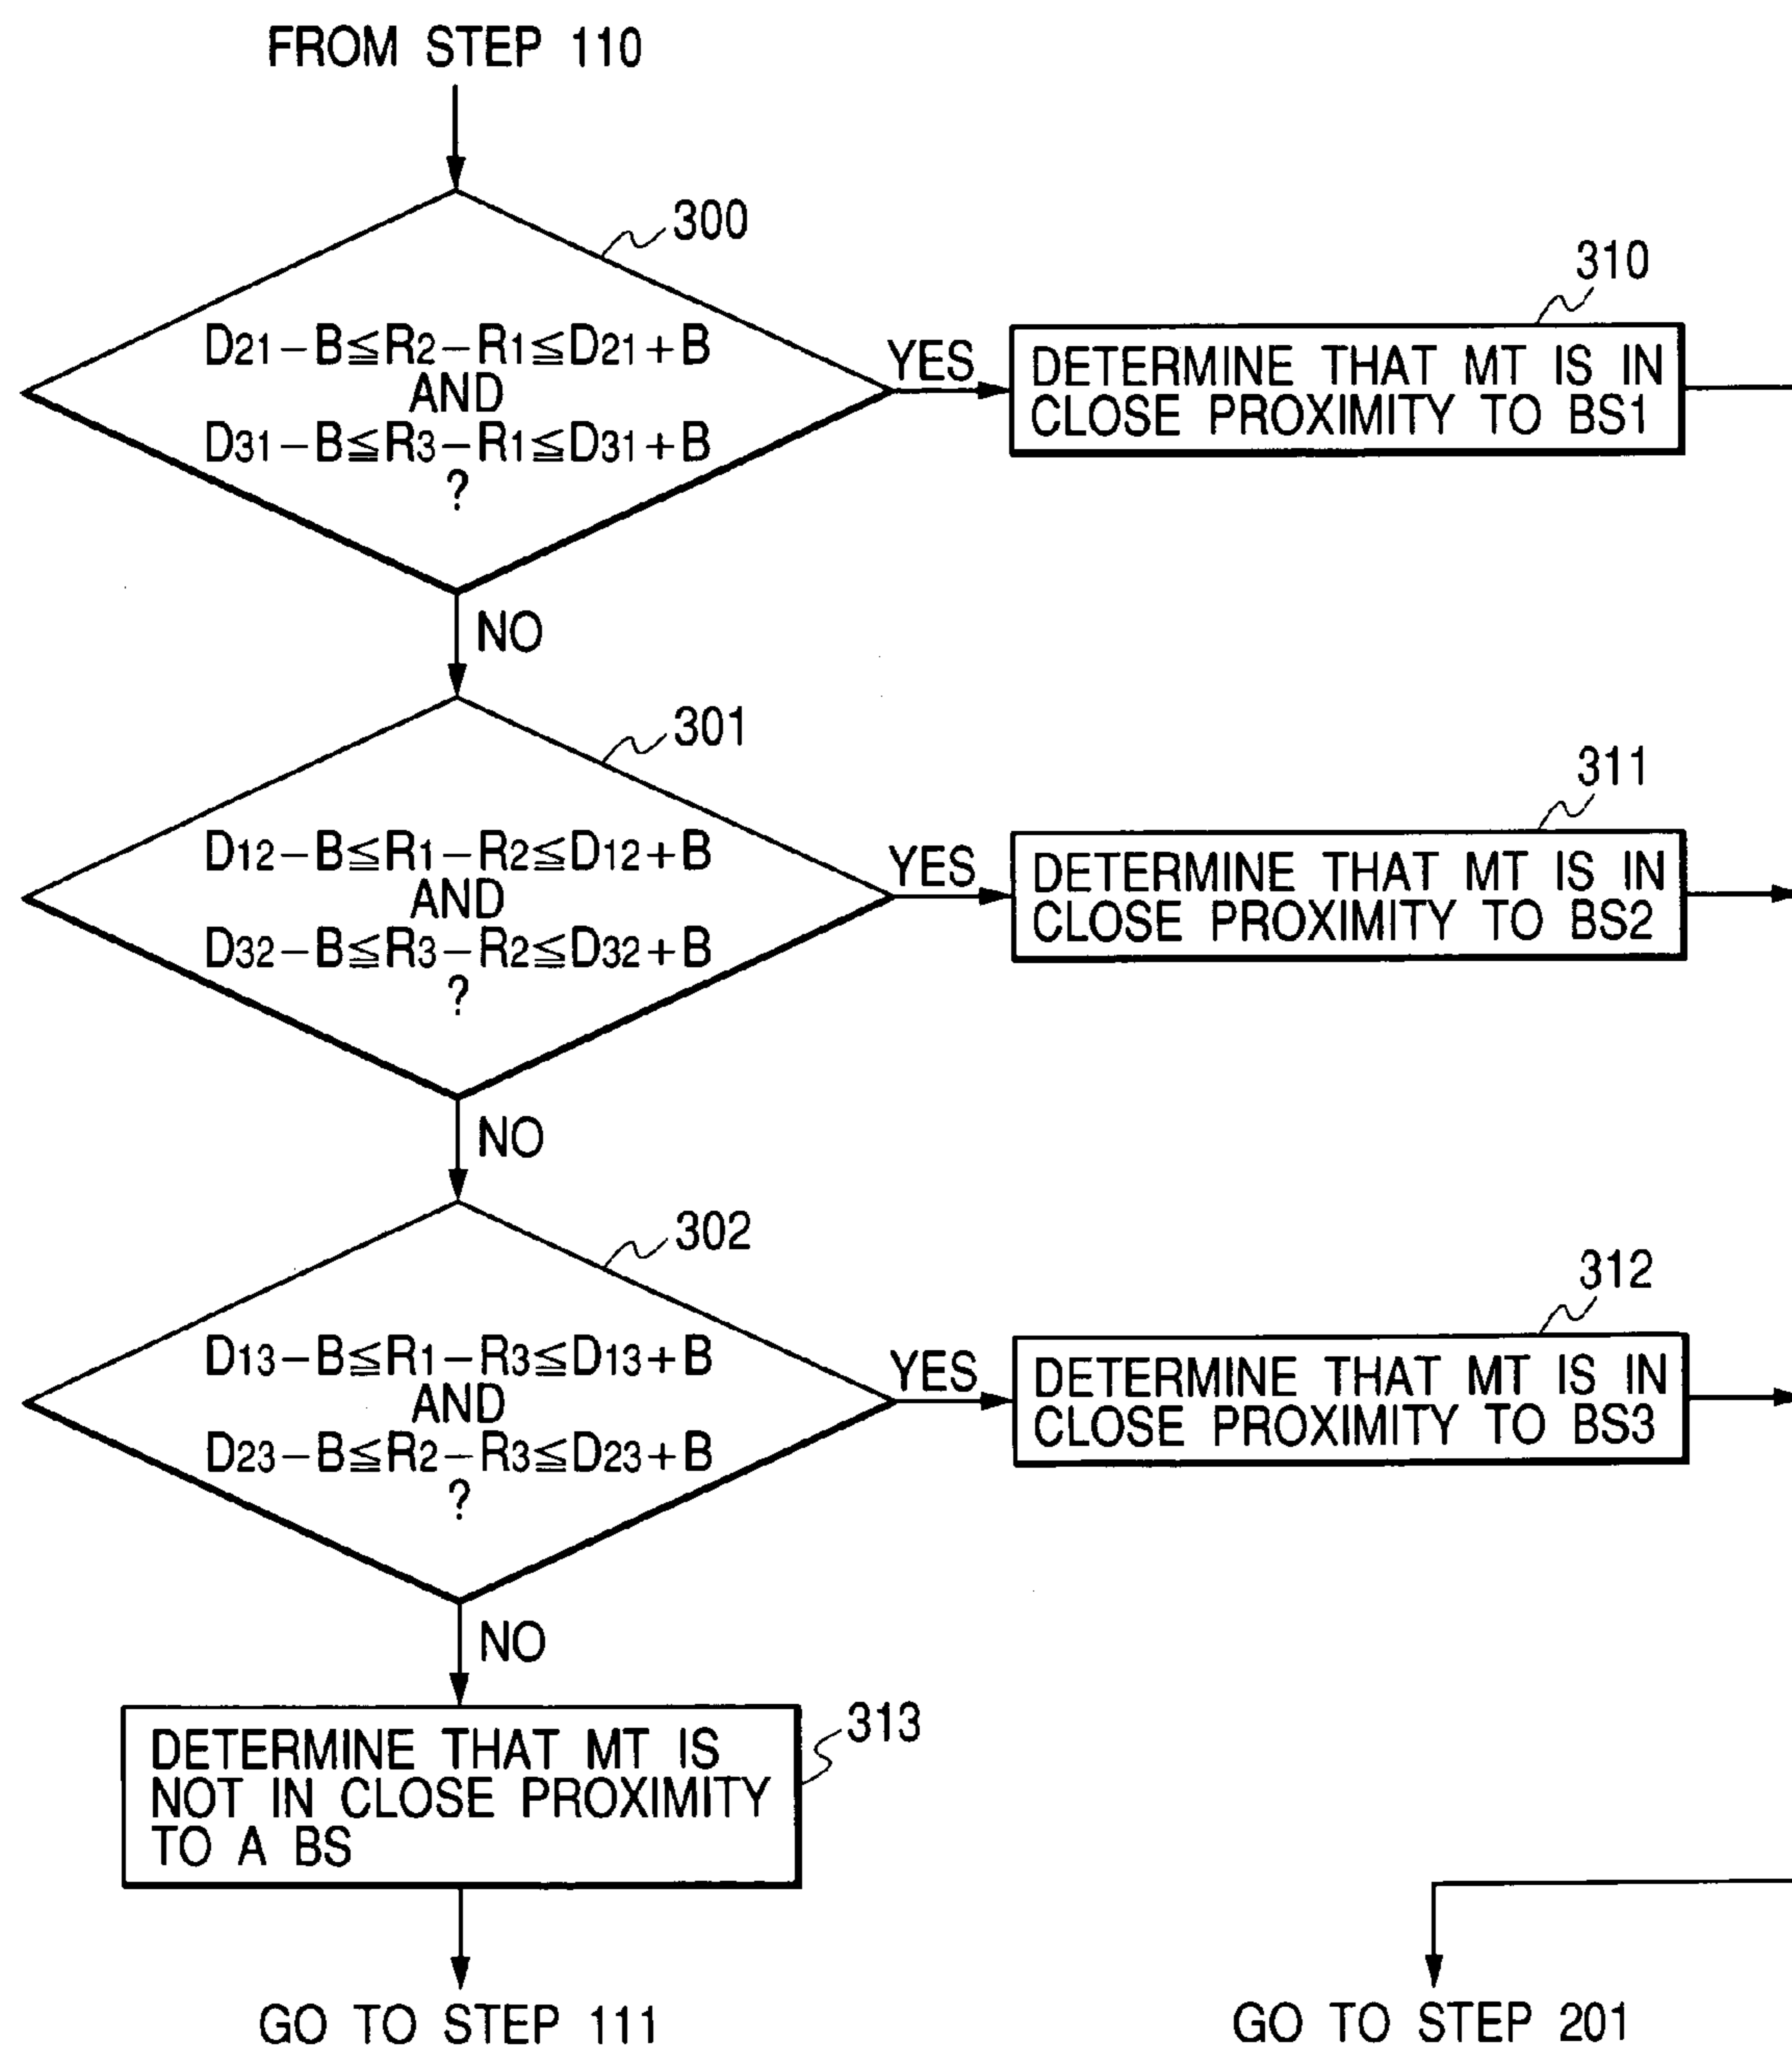 FROM STEP 110
300
D21−B≦R2−R1≦D21+B
AND
D31−B≦R3−R1≦D31+B
?
YES
310
DETERMINE THAT MT IS IN
CLOSE PROXIMITY TO BS1
NO
301
D12−B≦R1−R2≦D12+B
AND
D32−B≦R3−R2≦D32+B
?
YES
311
DETERMINE THAT MT IS IN
CLOSE PROXIMITY TO BS2
NO
302
D13−B≦R1−R3≦D13+B
AND
D23−B≦R2−R3≦D23+B
?
YES
312
DETERMINE THAT MT IS IN
CLOSE PROXIMITY TO BS3
NO
313
DETERMINE THAT MT IS
NOT IN CLOSE PROXIMITY
TO A BS
GO TO STEP 111
GO TO STEP 201